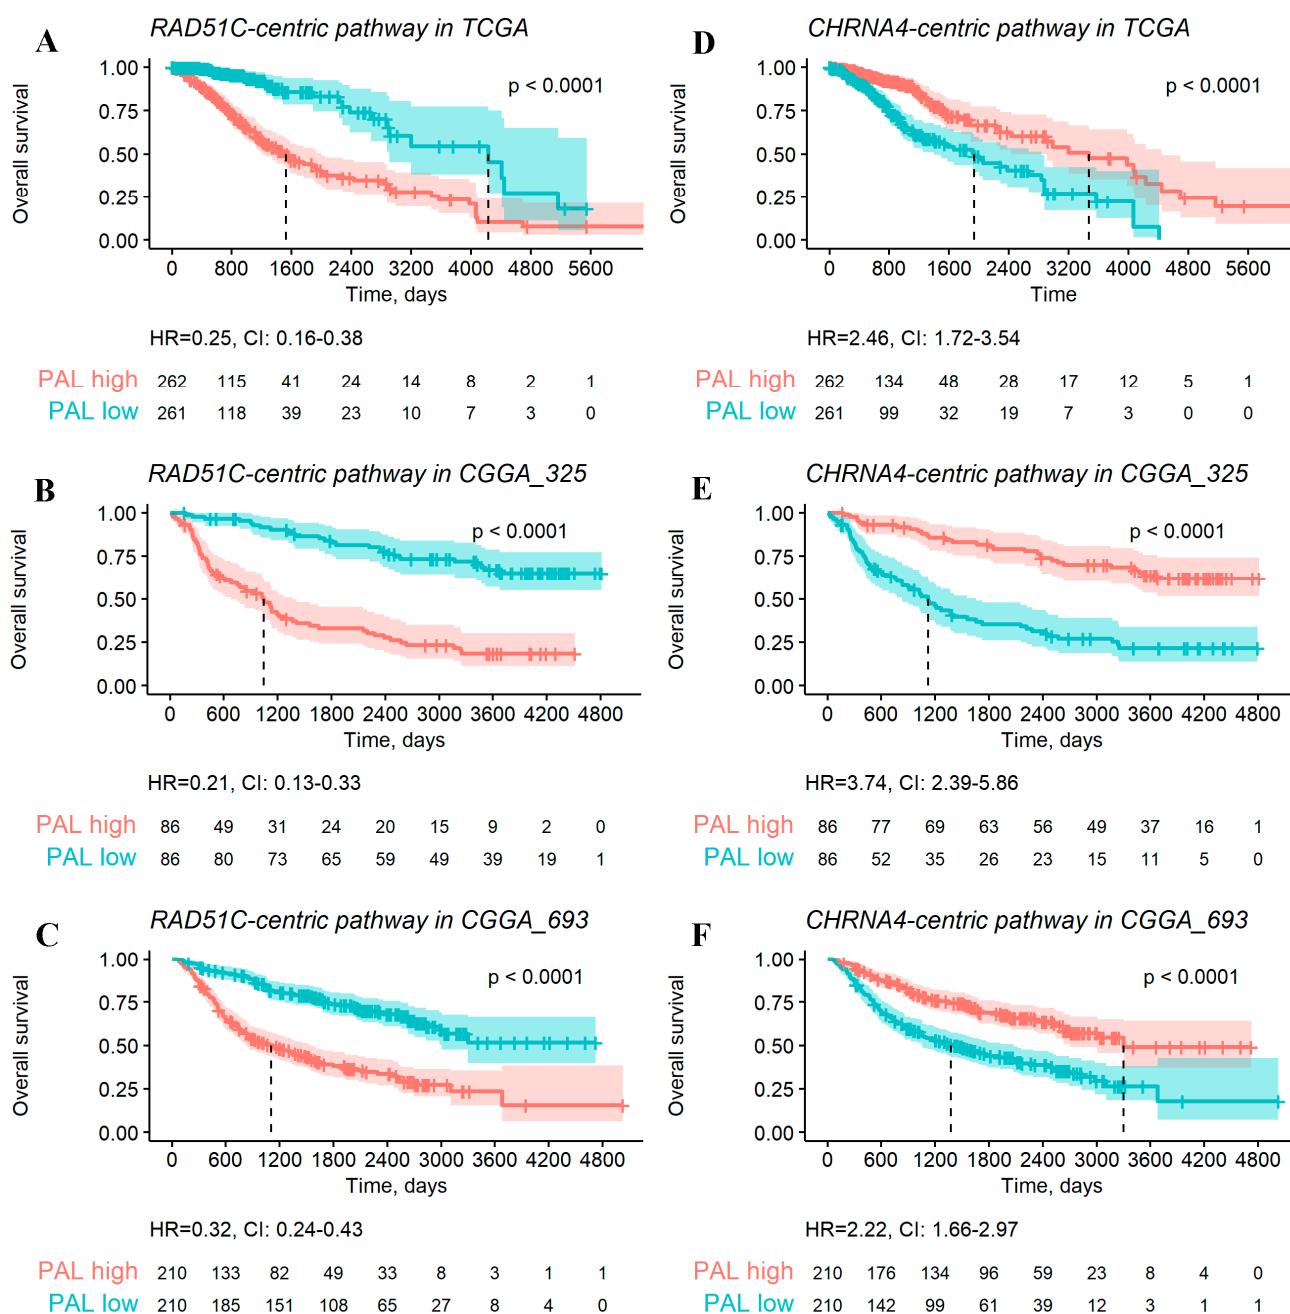 A
RAD51C-centric pathway in TCGA
p < 0.0001
Overall survival
1.00
0.75
0.50
0.25
0.00
0 800 1600 2400 3200 4000 4800 5600
Time, days
HR=0.25, CI: 0.16-0.38
PAL high 262 115 41 24 14 8 2 1
PAL low 261 118 39 23 10 7 3 0
D
CHRNA4-centric pathway in TCGA
p < 0.0001
Overall survival
1.00
0.75
0.50
0.25
0.00
0 800 1600 2400 3200 4000 4800 5600
Time
HR=2.46, CI: 1.72-3.54
PAL high 262 134 48 28 17 12 5 1
PAL low 261 99 32 19 7 3 0 0
B
RAD51C-centric pathway in CGGA_325
p < 0.0001
Overall survival
1.00
0.75
0.50
0.25
0.00
0 600 1200 1800 2400 3000 3600 4200 4800
Time, days
HR=0.21, CI: 0.13-0.33
PAL high 86 49 31 24 20 15 9 2 0
PAL low 86 80 73 65 59 49 39 19 1
E
CHRNA4-centric pathway in CGGA_325
p < 0.0001
Overall survival
1.00
0.75
0.50
0.25
0.00
0 600 1200 1800 2400 3000 3600 4200 4800
Time, days
HR=3.74, CI: 2.39-5.86
PAL high 86 77 69 63 56 49 37 16 1
PAL low 86 52 35 26 23 15 11 5 0
C
RAD51C-centric pathway in CGGA_693
p < 0.0001
Overall survival
1.00
0.75
0.50
0.25
0.00
0 600 1200 1800 2400 3000 3600 4200 4800
Time, days
HR=0.32, CI: 0.24-0.43
PAL high 210 133 82 49 33 8 3 1 1
PAL low 210 185 151 108 65 27 8 4 0
F
CHRNA4-centric pathway in CGGA_693
p < 0.0001
Overall survival
1.00
0.75
0.50
0.25
0.00
0 600 1200 1800 2400 3000 3600 4200 4800
Time, days
HR=2.22, CI: 1.66-2.97
PAL high 210 176 134 96 59 23 8 4 0
PAL low 210 142 99 61 39 12 3 1 1